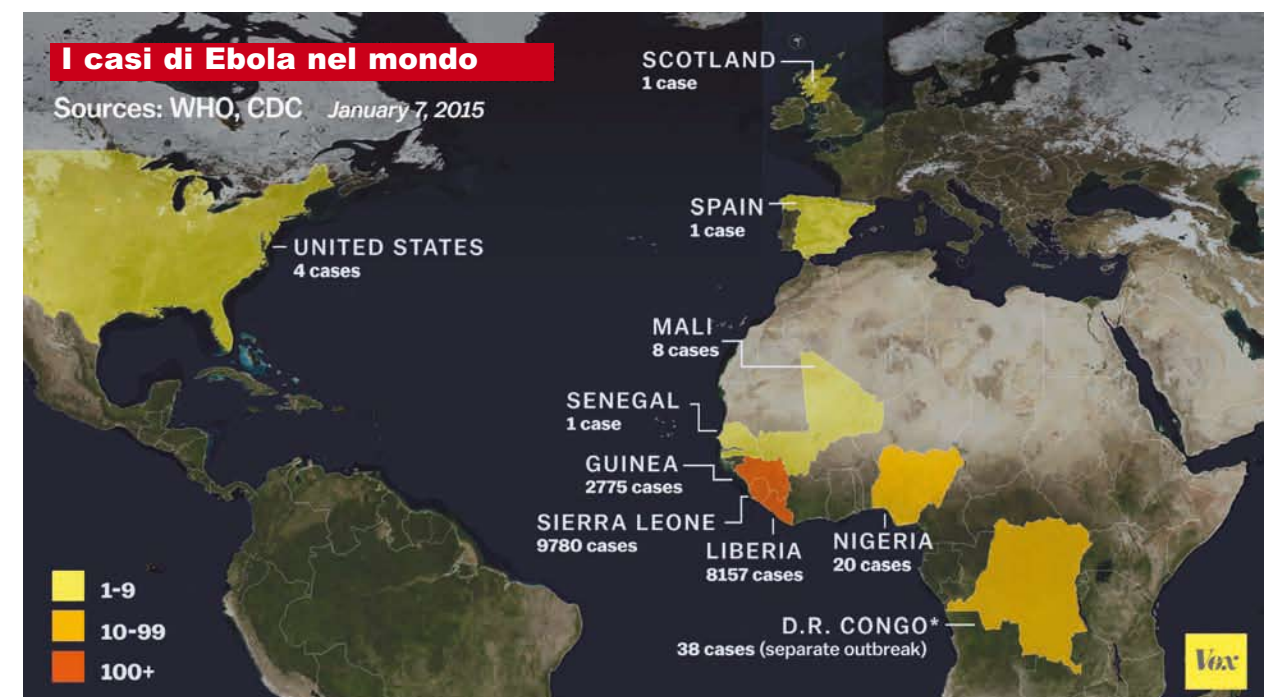 I casi di Ebola nel mondo
Sources: WHO, CDC January 7, 2015
SCOTLAND
1 case
SPAIN
1 case
UNITED STATES
4 cases
MALI
8 cases
SENEGAL
1 case
GUINEA
2775 cases
SIERRA LEONE
9780 cases
LIBERIA
8157 cases
NIGERIA
20 cases
D.R. CONGO*
38 cases (separate outbreak)
1-9
10-99
100+
Vox